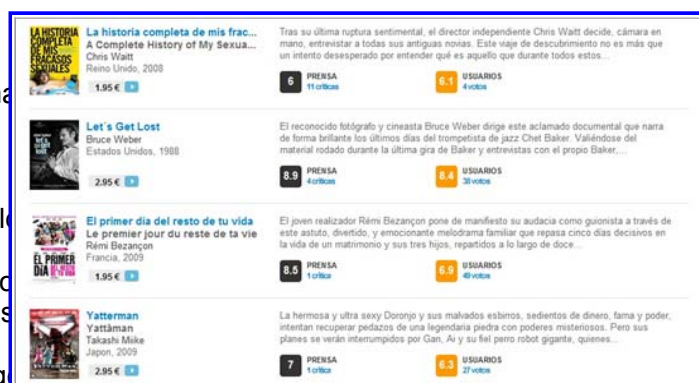 La historia completa de mis frac...
A Complete History of My Sexua...
Chris Waitt
Reino Unido, 2008
1.95 €
Tras su última ruptura sentimental, el director independiente Chris Waitt decide, cámara en
mano, entrevistar a todas sus antiguas novias. Este viaje de descubrimiento no es más que
un intento desesperado por entender qué es aquello que durante todos estos...
6 PRENSA
11 críticas
6.1 USUARIOS
4 votos
LA HISTORIA
COMPLETA
DE MIS
FRACASOS
SEXUALES
Let´s Get Lost
Bruce Weber
Estados Unidos, 1988
2.95 €
El reconocido fotógrafo y cineasta Bruce Weber dirige este aclamado documental que narra
de forma brillante los últimos días del trompetista de jazz Chet Baker. Valiéndose del
material rodado durante la última gira de Baker y entrevistas con el propio Baker,...
8.9 PRENSA
4 críticas
8.4 USUARIOS
38 votos
let's
get
lost
El primer día del resto de tu vida
Le premier jour du reste de ta vie
Rémi Bezançon
Francia, 2009
1.95 €
El joven realizador Rémi Bezançon pone de manifiesto su audacia como guionista a través de
este astuto, divertido, y emocionante melodrama familiar que repasa cinco días decisivos en
la vida de un matrimonio y sus tres hijos, repartidos a lo largo de doce...
8.5 PRENSA
1 crítica
6.9 USUARIOS
49 votos
EL PRIMER
DÍA
Yatterman
Yattâman
Takashi Miike
Japon, 2009
2.95 €
La hermosa y ultra sexy Doronjo y sus malvados esbirros, sedientos de dinero, fama y poder,
intentan recuperar pedazos de una legendaria piedra con poderes misteriosos. Pero sus
planes se verán interrumpidos por Gan, Ai y su fiel perro robot gigante, quienes...
7 PRENSA
1 crítica
6.3 USUARIOS
27 votos